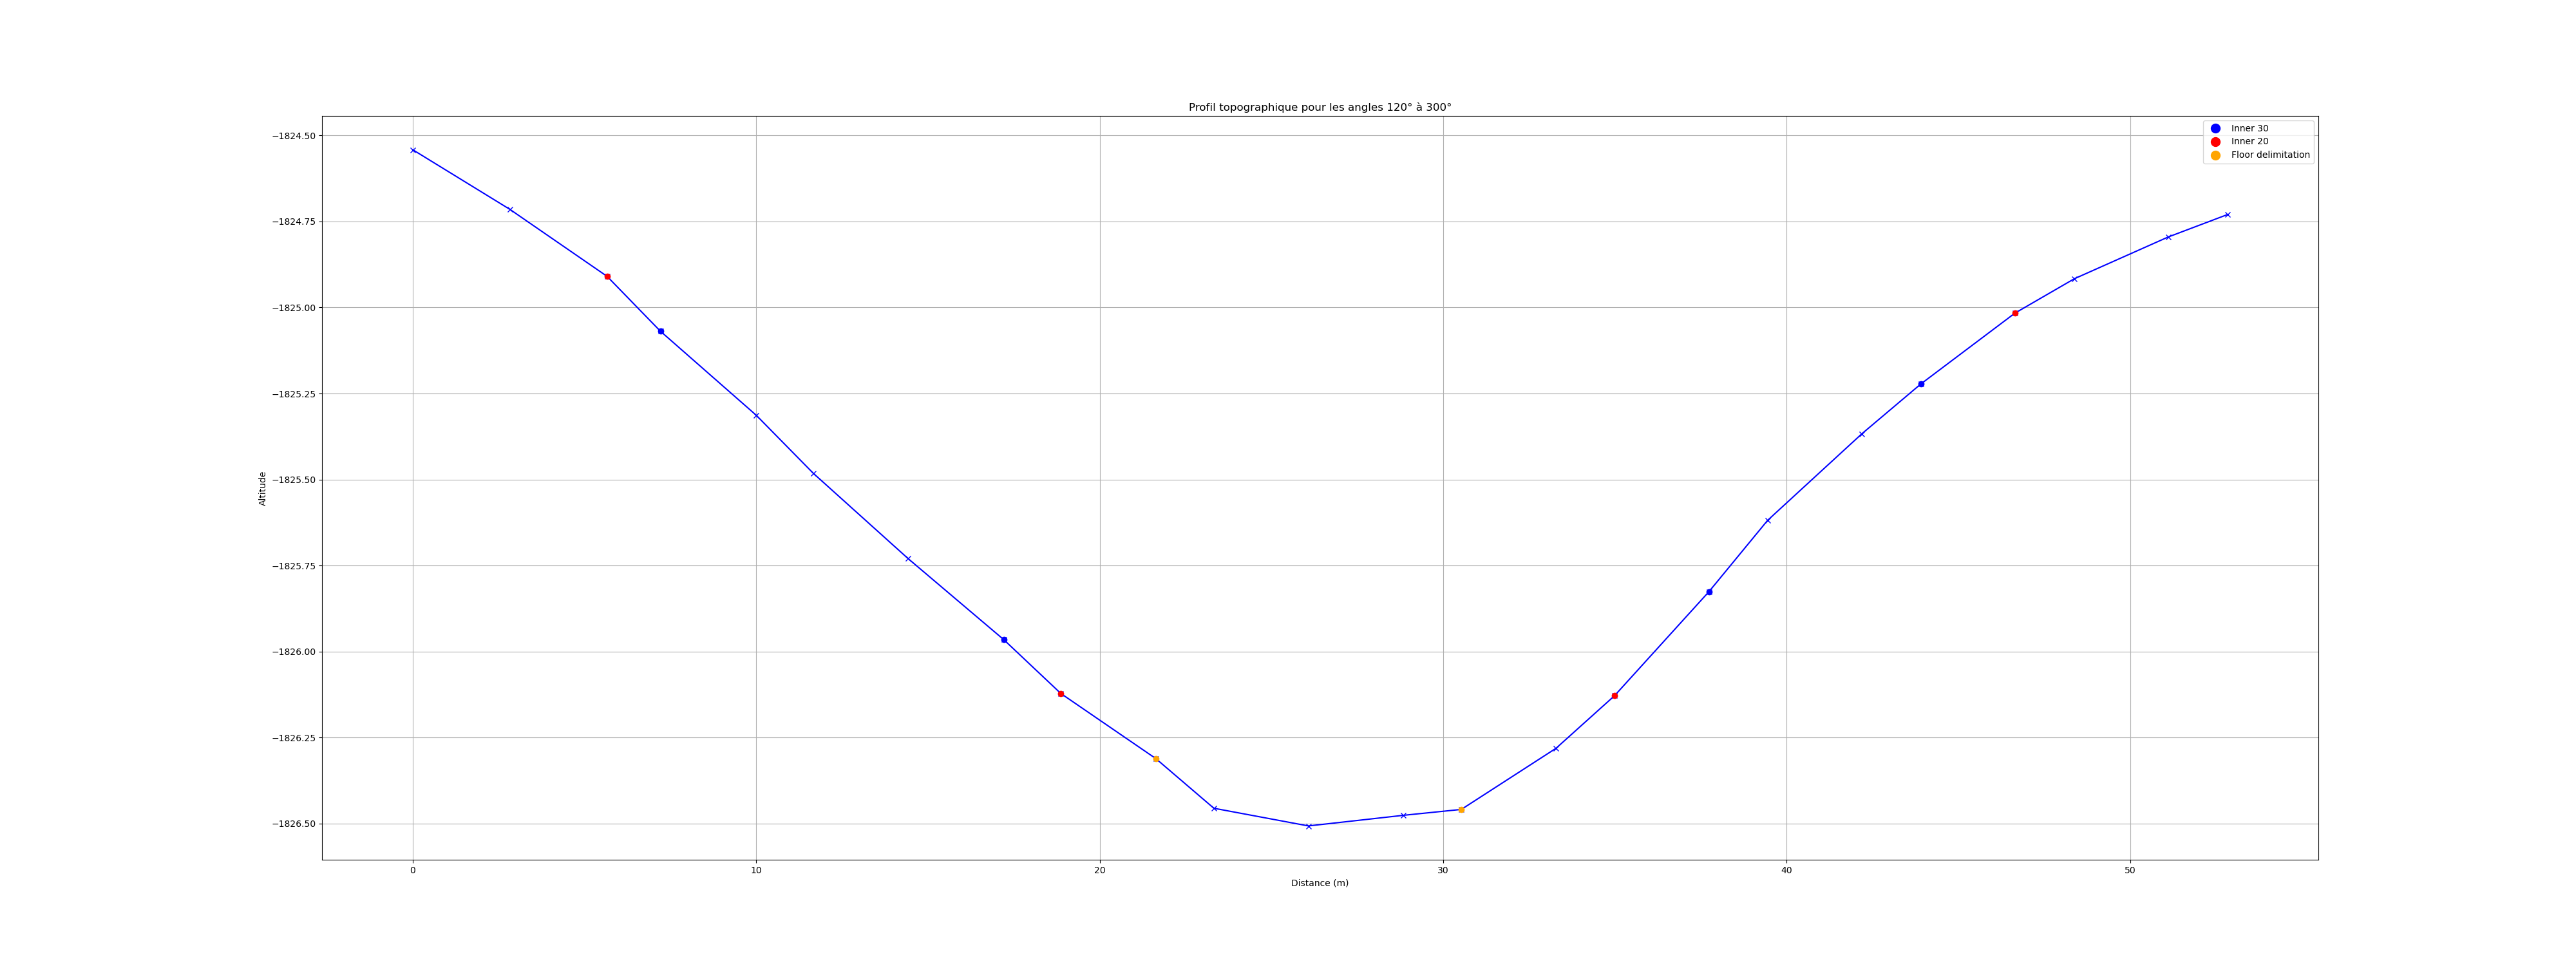 Profil topographique pour les angles 120° à 300°
Inner 30
Inner 20
Floor delimitation
−1824.50
−1824.75
−1825.00
−1825.25
−1825.50
−1825.75
−1826.00
−1826.25
−1826.50
Altitude
0 10 20 30 40 50
Distance (m)